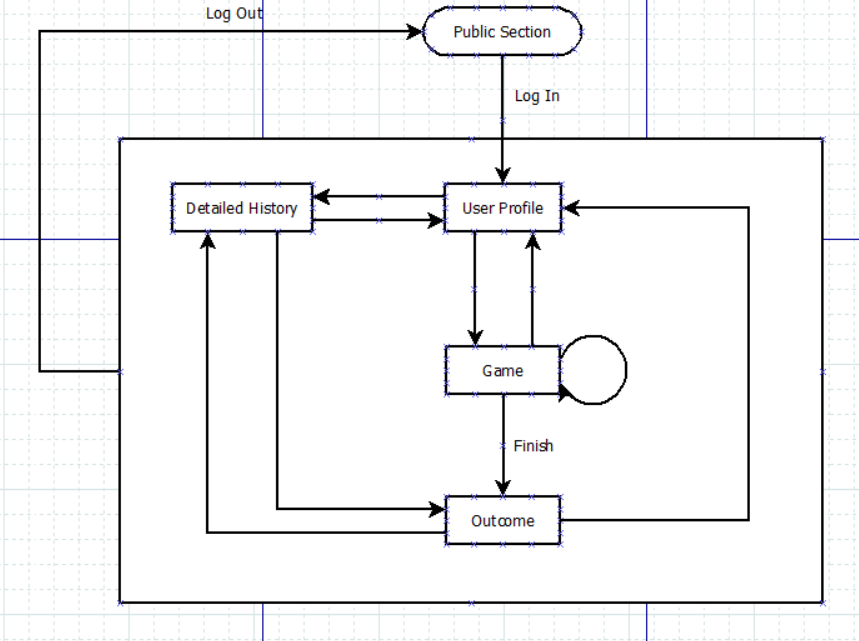 Log Out
Public Section
Log In
Detailed History
User Profile
Game
Finish
Outcome